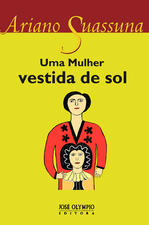 Ariano Suassuna
Uma Mulher
vestida de sol
JOSÉ OLYMPIO
EDITORA